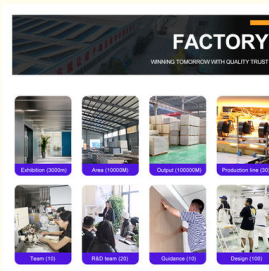 FACTORY
WINNING TOMORROW WITH QUALITY TRUST
Exhibition (3000m)
Area (10000M)
Output (100000M)
Production line (30
Team (10)
R&D team (20)
Guidance (10)
Design (100)